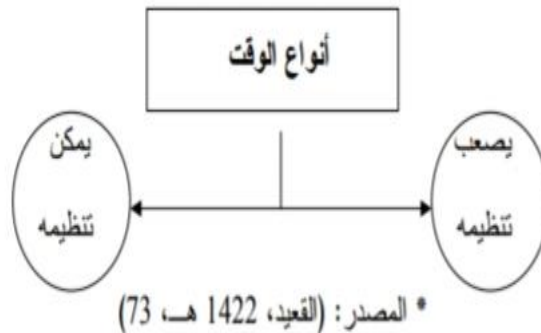 أنواع الوقت
يصعب
تنظيمه
يمكن
تنظيمه
* المصدر: (القعيد، 1422 هـ، 73)